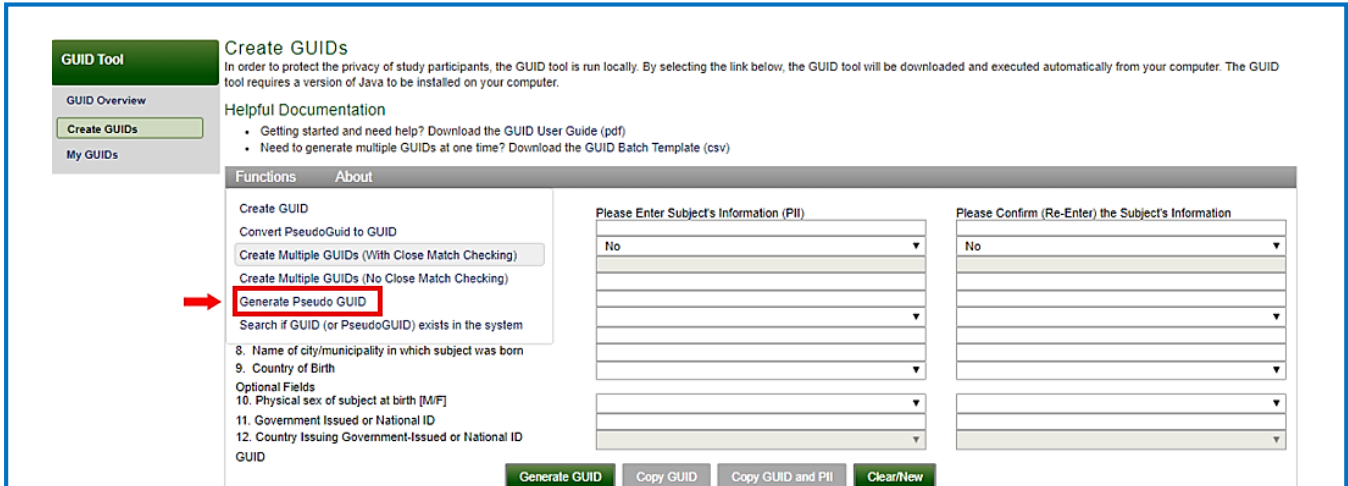 GUID Tool
GUID Overview
Create GUIDs
My GUIDs
Create GUIDs
In order to protect the privacy of study participants, the GUID tool is run locally. By selecting the link below, the GUID tool will be downloaded and executed automatically from your computer. The GUID
tool requires a version of Java to be installed on your computer.
Helpful Documentation
• Getting started and need help? Download the GUID User Guide (pdf)
• Need to generate multiple GUIDs at one time? Download the GUID Batch Template (csv)
Functions About
Create GUID
Convert PseudoGuid to GUID
Create Multiple GUIDs (With Close Match Checking)
Create Multiple GUIDs (No Close Match Checking)
Generate Pseudo GUID
Search if GUID (or PseudoGUID) exists in the system
Please Enter Subject's Information (PII) Please Confirm (Re-Enter) the Subject's Information
No No
8. Name of city/municipality in which subject was born
9. Country of Birth
Optional Fields
10. Physical sex of subject at birth [M/F]
11. Government Issued or National ID
12. Country Issuing Government-Issued or National ID
GUID
Generate GUID Copy GUID Copy GUID and PII Clear/New